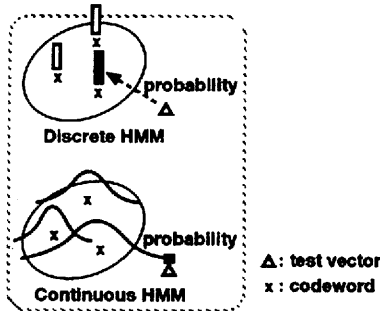 x
x
x
probability
Δ
Discrete HMM
x
x
x
probability
Δ
Continuous HMM
Δ: test vector
x: codeword